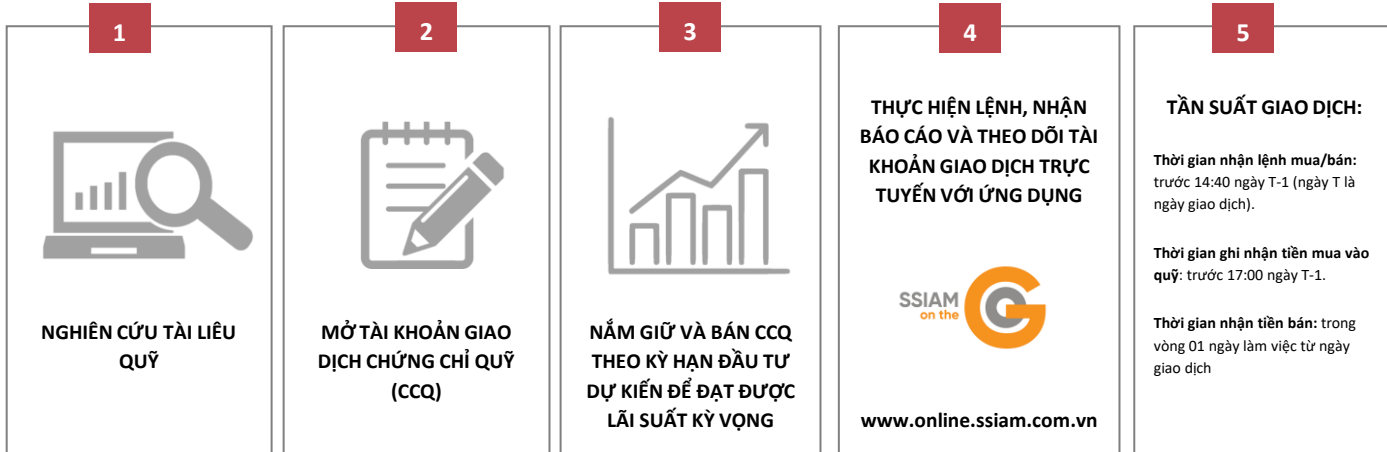 1
NGHIÊN CỨU TÀI LIÊU
QUỸ
2
MỞ TÀI KHOẢN GIAO
DỊCH CHỨNG CHỈ QUỸ
(CCQ)
3
NẮM GIỮ VÀ BÁN CCQ
THEO KỲ HẠN ĐẦU TƯ
DỰ KIẾN ĐỂ ĐẠT ĐƯỢC
LÃI SUẤT KỲ VỌNG
4
THỰC HIỆN LỆNH, NHẬN
BÁO CÁO VÀ THEO DÕI TÀI
KHOẢN GIAO DỊCH TRỰC
TUYẾN VỚI ỨNG DỤNG
SSIAM
on the
GO
www.online.ssiam.com.vn
5
TẦN SUẤT GIAO DỊCH:
Thời gian nhận lệnh mua/bán:
trước 14:40 ngày T-1 (ngày T là
ngày giao dịch).
Thời gian ghi nhận tiền mua vào
quỹ: trước 17:00 ngày T-1.
Thời gian nhận tiền bán: trong
vòng 01 ngày làm việc từ ngày
giao dịch